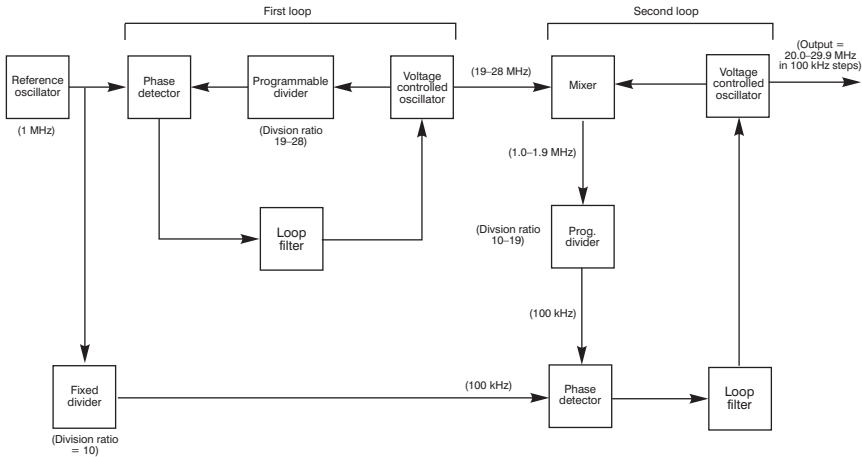 First loop
Second loop
Reference
oscillator
(1 MHz)
Phase
detector
Programmable
divider
(Divsion ratio
19–28)
Voltage
controlled
oscillator
(19–28 MHz)
Mixer
Voltage
controlled
oscillator
(Output =
20.0–29.9 MHz
in 100 kHz steps)
(1.0–1.9 MHz)
Loop
filter
(Divsion ratio
10–19)
Prog.
divider
(100 kHz)
Fixed
divider
(Division ratio
= 10)
(100 kHz)
Phase
detector
Loop
filter